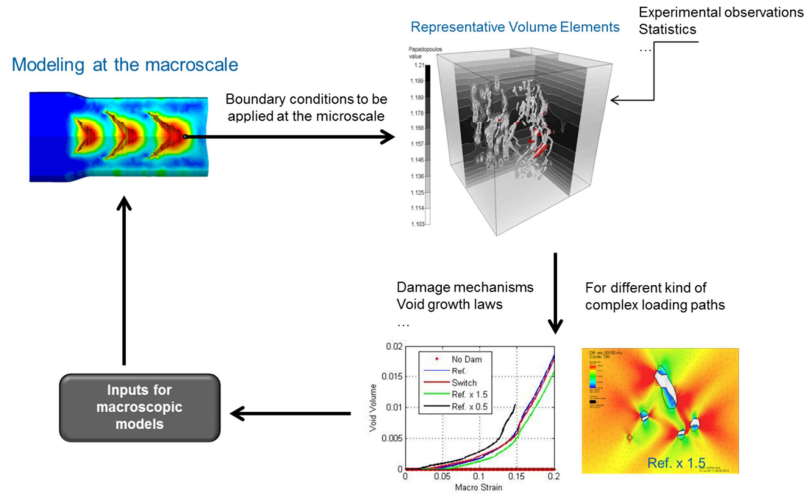 Experimental observations
Statistics
…
Representative Volume Elements
Modeling at the macroscale
Boundary conditions to be
applied at the microscale
Papadopoulos
value
1.21
1.199
1.189
1.178
1.168
1.157
1.146
1.136
1.125
1.114
1.103
Damage mechanisms
Void growth laws
…
For different kind of
complex loading paths
Inputs for
macroscopic
models
0.02
0.015
0.01
0.005
0
Void Volume
No Dam
Ref.
Switch
Ref. x 1.5
Ref. x 0.5
0
0.05
0.1
0.15
0.2
Macro Strain
Ref. x 1.5